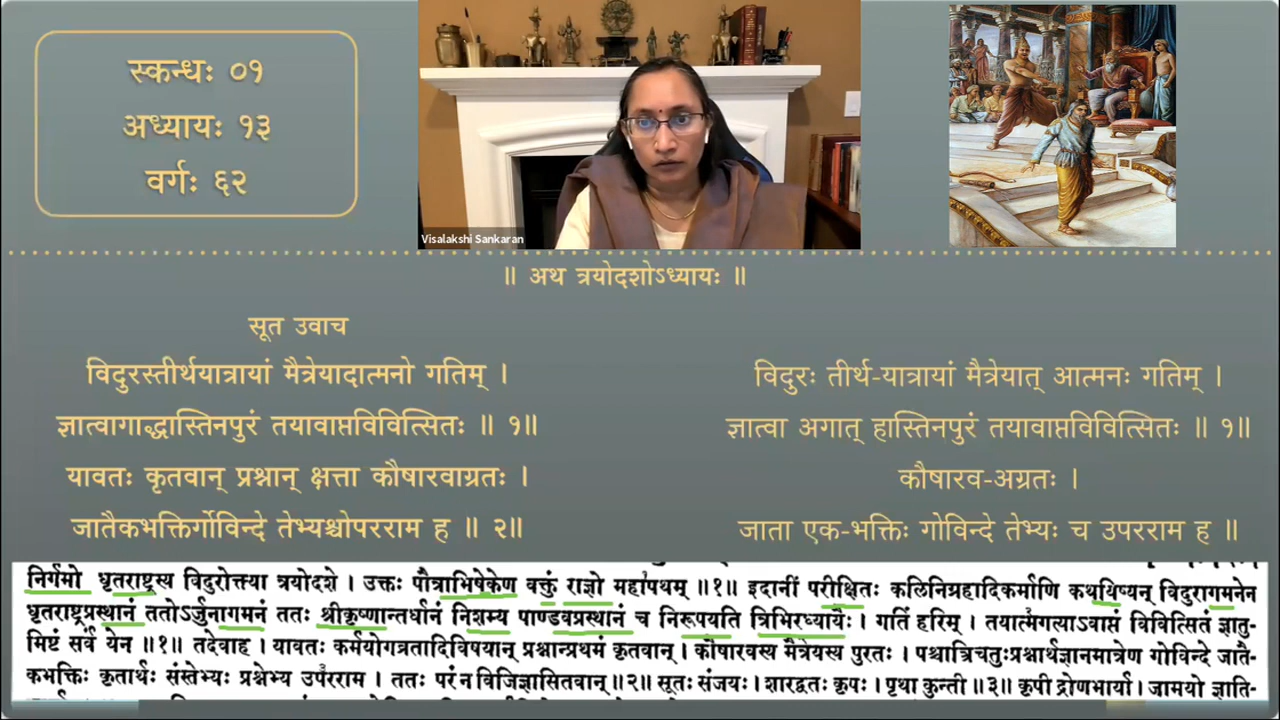 स्कन्धः ०१
अध्यायः १३
वर्गः ६२
Visalakshi Sankaran
॥ अथ त्रयोदशोऽध्यायः ॥
सूत उवाच
विदुरस्तीर्थयात्रायां मैत्रेयादात्मनो गतिम् ।
ज्ञात्वागाद्धास्तिनपुरं तयावाप्तविवित्सितः ॥ १॥
यावतः कृतवान् प्रश्नान् क्षत्ता कौषारवाग्रतः ।
जातैकभक्तिर्गोविन्दे तेभ्यश्चोपरराम ह ॥ २॥
विदुरः तीर्थ-यात्रायां मैत्रेयात् आत्मनः गतिम् ।
ज्ञात्वा अगात् हास्तिनपुरं तयावाप्तविवित्सितः ॥ १॥
कौषारव-अग्रतः ।
जाता एक-भक्तिः गोविन्दे तेभ्यः च उपरराम ह ॥
निर्गमो धृतराष्ट्रस्य विदुरोक्त्या त्रयोदशे । उक्तः पौत्राभिषेकेण वक्तुं राज्ञो महापथम् ॥१॥ इदानीं परीक्षितः कलिनिग्रहादिकर्माणि कथयिष्यन् विदुरागमनेन
धृतराष्ट्रप्रस्थानं ततोऽर्जुनागमनं ततः श्रीकृष्णान्तर्धानं निशम्य पाण्डवप्रस्थानं च निरूपयति त्रिभिरध्यायैः । गतिं हरिम् । तयात्मगत्याऽवाप्तं विवित्सितं ज्ञातु-
मिष्टं सर्वं येन ॥१॥ तदेवाह । यावतः कर्मयोगव्रतादिविषयान् प्रश्नान्प्रथमं कृतवान् । कौषारवस्य मैत्रेयस्य पुरतः । पश्चात्रिचतुःप्रश्नार्थज्ञानमात्रेण गोविन्दे जातै-
कभक्तिः कृतार्थः संस्तेभ्यः प्रश्नेभ्य उपरराम । ततः परं न विजिज्ञासितवान् ॥२॥ सूतः संजयः । शारद्वतः कृपः । पृथा कुन्ती ॥३॥ कृपी द्रोणभार्या । जामयो ज्ञाति-